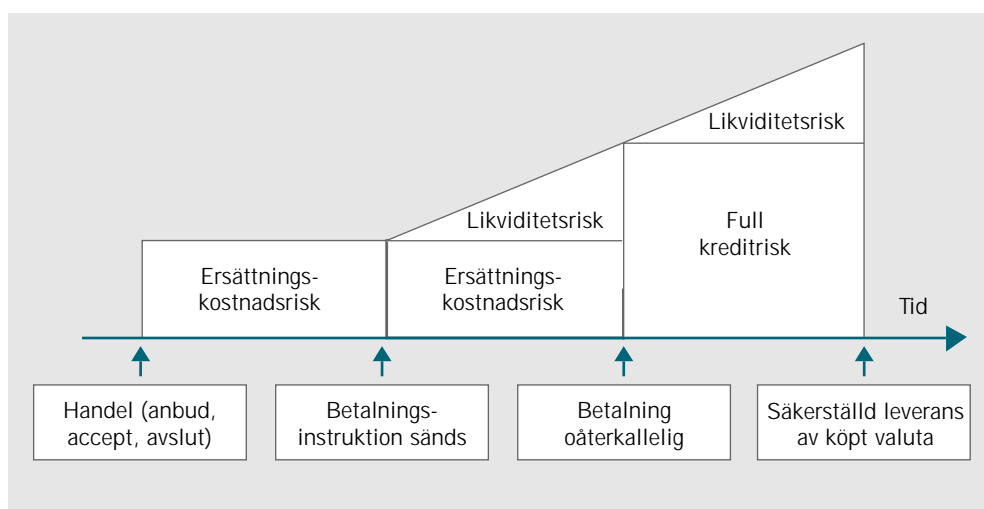 Likviditetsrisk
Likviditetsrisk
Full
kreditrisk
Ersättnings-
kostnadsrisk
Ersättnings-
kostnadsrisk
Tid
Handel (anbud,
accept, avslut)
Betalnings-
instruktion sänds
Betalning
oåterkallelig
Säkerställd leverans
av köpt valuta